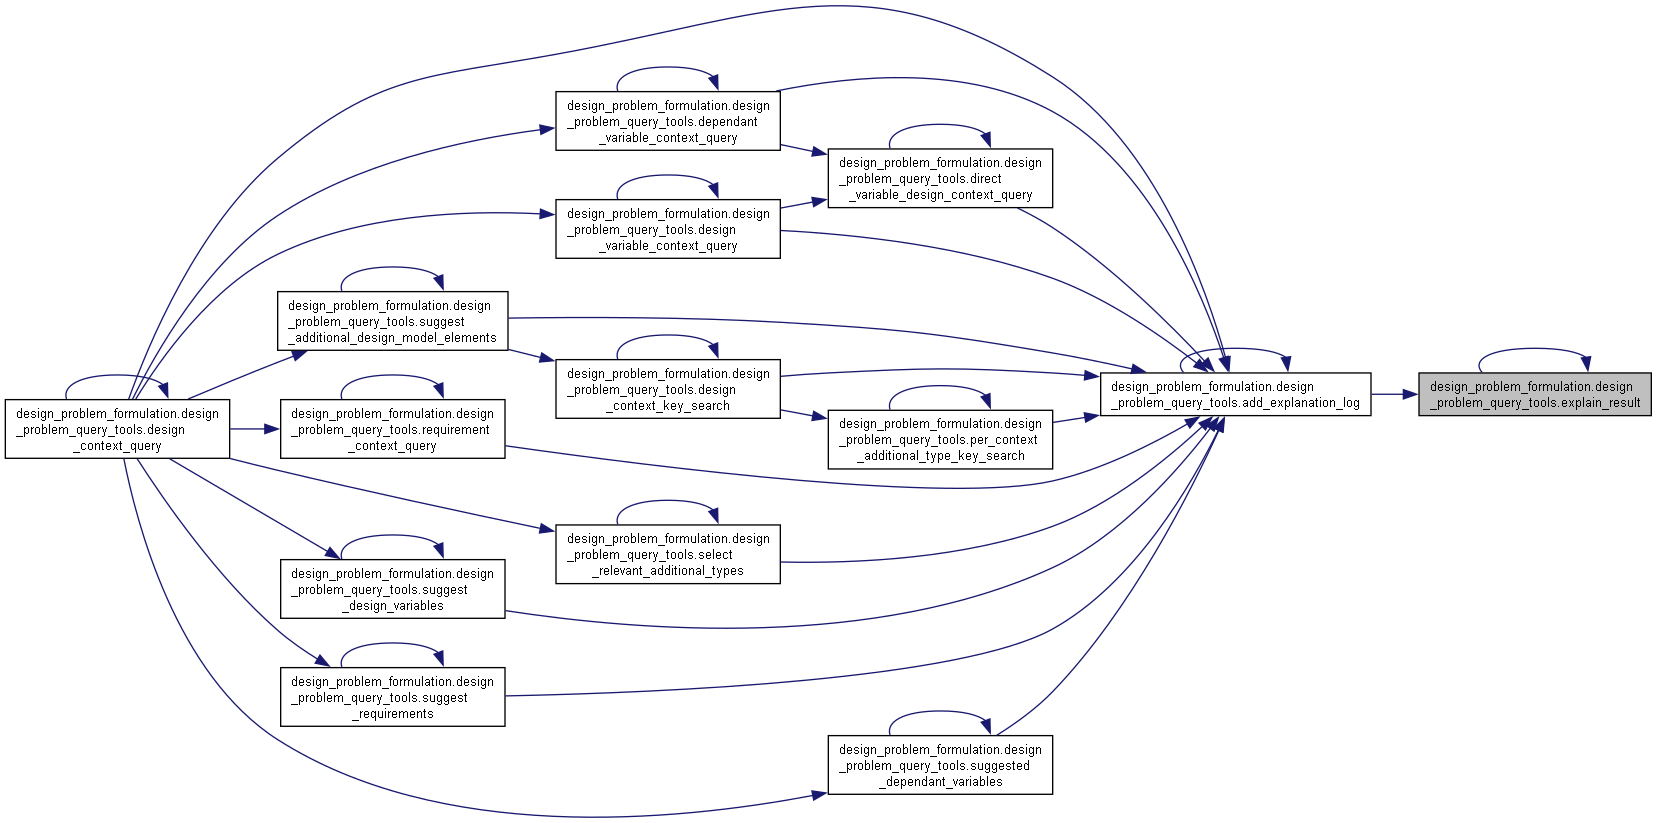 design_problem_formulation.design
_problem_query_tools.dependant
_variable_context_query
design_problem_formulation.design
_problem_query_tools.direct
_variable_design_context_query
design_problem_formulation.design
_problem_query_tools.design
_variable_context_query
design_problem_formulation.design
_problem_query_tools.suggest
_additional_design_model_elements
design_problem_formulation.design
_problem_query_tools.design
_context_key_search
design_problem_formulation.design
_problem_query_tools.add_explanation_log
design_problem_formulation.design
_problem_query_tools.explain_result
design_problem_formulation.design
_problem_query_tools.design
_context_query
design_problem_formulation.design
_problem_query_tools.requirement
_context_query
design_problem_formulation.design
_problem_query_tools.per_context
_additional_type_key_search
design_problem_formulation.design
_problem_query_tools.select
_relevant_additional_types
design_problem_formulation.design
_problem_query_tools.suggest
_design_variables
design_problem_formulation.design
_problem_query_tools.suggest
_requirements
design_problem_formulation.design
_problem_query_tools.suggested
_dependant_variables